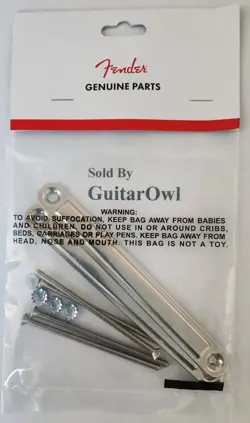 Fender
GENUINE PARTS
Sold By
GuitarOwl
WARNING:
TO AVOID SUFFOCATION, KEEP BAG AWAY FROM BABIES
AND CHILDREN. DO NOT USE IN OR AROUND CRIBS,
BEDS, CARRIAGES OR PLAY PENS. KEEP BAG AWAY FROM
HEAD, NOSE AND MOUTH. THIS BAG IS NOT A TOY.